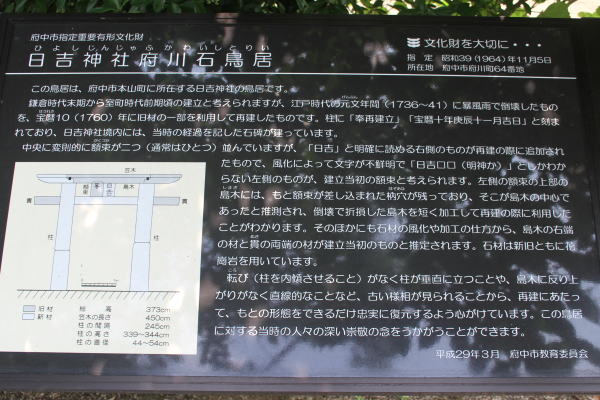 府中市指定重要有形文化財
ひよしじんじゃふかわいしとりい
日吉神社府川石鳥居
文化財を大切に・・・
指定 昭和39(1964)年11月5日
所在地 府中市府川町64番地
この鳥居は、府中市本山町に所在する日吉神社の鳥居です。
鎌倉時代末期から室町時代前期頃の建立と考えられますが、江戸時代の元文年間(1736~41)に暴風雨で倒壊したもの
を、宝暦10(1760)年に旧材の一部を利用して再建したものです。柱に「奉再建立」「宝暦十年庚辰十一月吉日」と刻ま
れており、日吉神社境内には、当時の経過を記した石碑が建っています。
中央に変則的に額束が二つ(通常はひとつ)並んでいますが、「日吉」と明確に読める右側のものが再建の際に追加され
たもので、風化によって文字が不鮮明で「日吉口口(明神か)」としかわか
らない左側のものが、建立当初の額束と考えられます。左側の額束の上部の
島木には、もと額束が差し込まれた枘穴が残っており、そこが島木の中心で
あったと推測され、倒壊で折損した島木を短く加工して再建の際に利用した
ことがわかります。そのほかにも石材の風化や加工の仕方から、島木の右端
の材と貫の両端の材が建立当初のものと推定されます。石材は新旧ともに花
崗岩を用いています。
転び(柱を内傾させること)がなく柱が垂直に立つことや、島木に反り上
がりがなく直線的なことなど、古い様相が見られることから、再建にあたっ
て、もとの形態をできるだけ忠実に復元するよう心がけています。この鳥居
に対する当時の人々の深い崇敬の念をうかがうことができます。
平成29年3月 府中市教育委員会
笠木
額束
日吉
島木
貫
貫
柱
柱
旧材
新材
総高 373cm
笠木の長さ 450cm
柱の間隔 245cm
柱の高さ 339~344cm
柱の直径 44~54cm